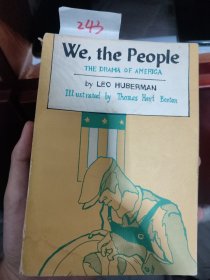 243
We, the People
THE DRAMA OF AMERICA
by LEO HUBERMAN
Illustrated by Thomas Hart Benton